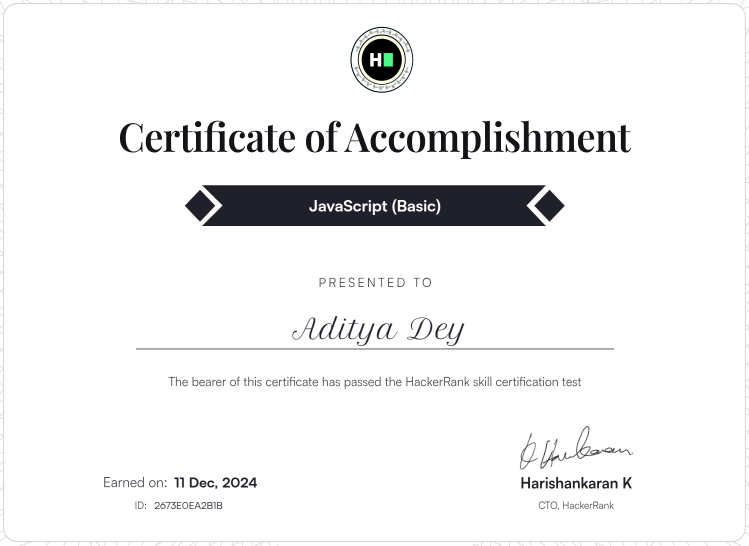 H
Certificate of Accomplishment
JavaScript (Basic)
PRESENTED TO
Aditya Dey
The bearer of this certificate has passed the HackerRank skill certification test
Earned on: 11 Dec, 2024
ID: 2673E0EA2B1B
Harishankaran K
CTO, HackerRank